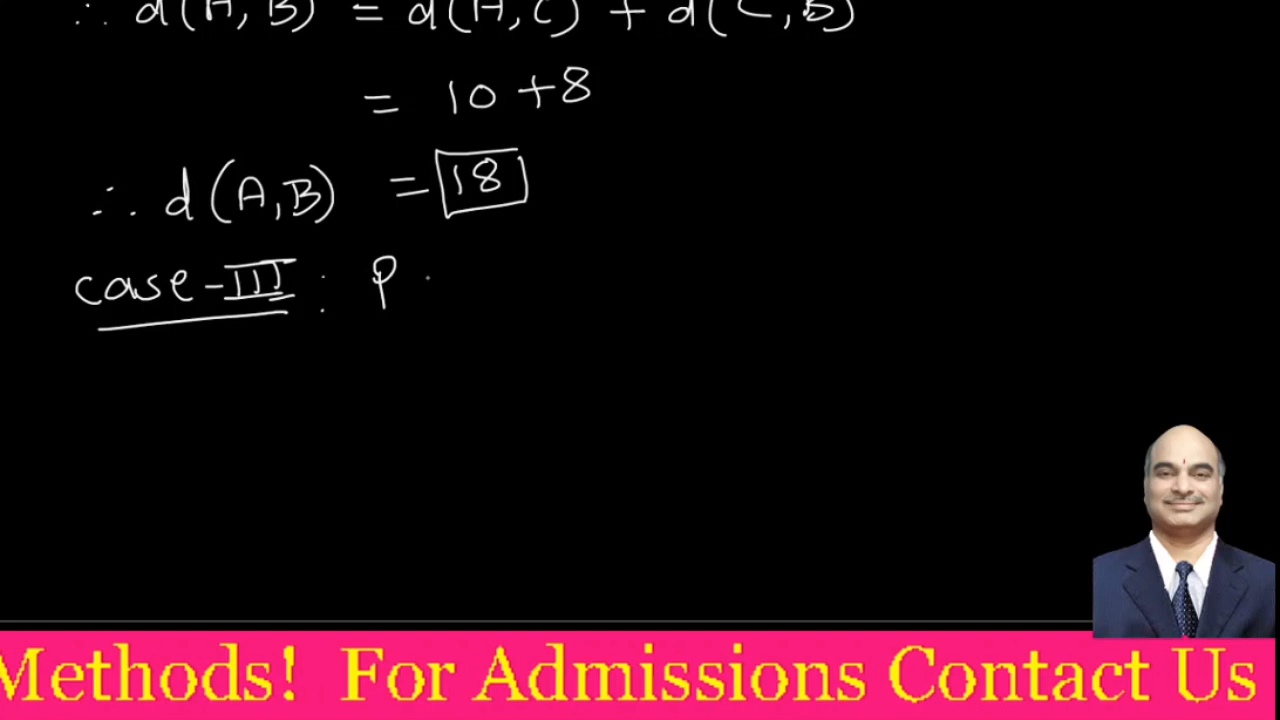 ∴ d(A, B) = d(A, C) + d(C, B)
= 10 + 8
∴ d(A, B) = 18
case-III : P
Methods! For Admissions Contact Us